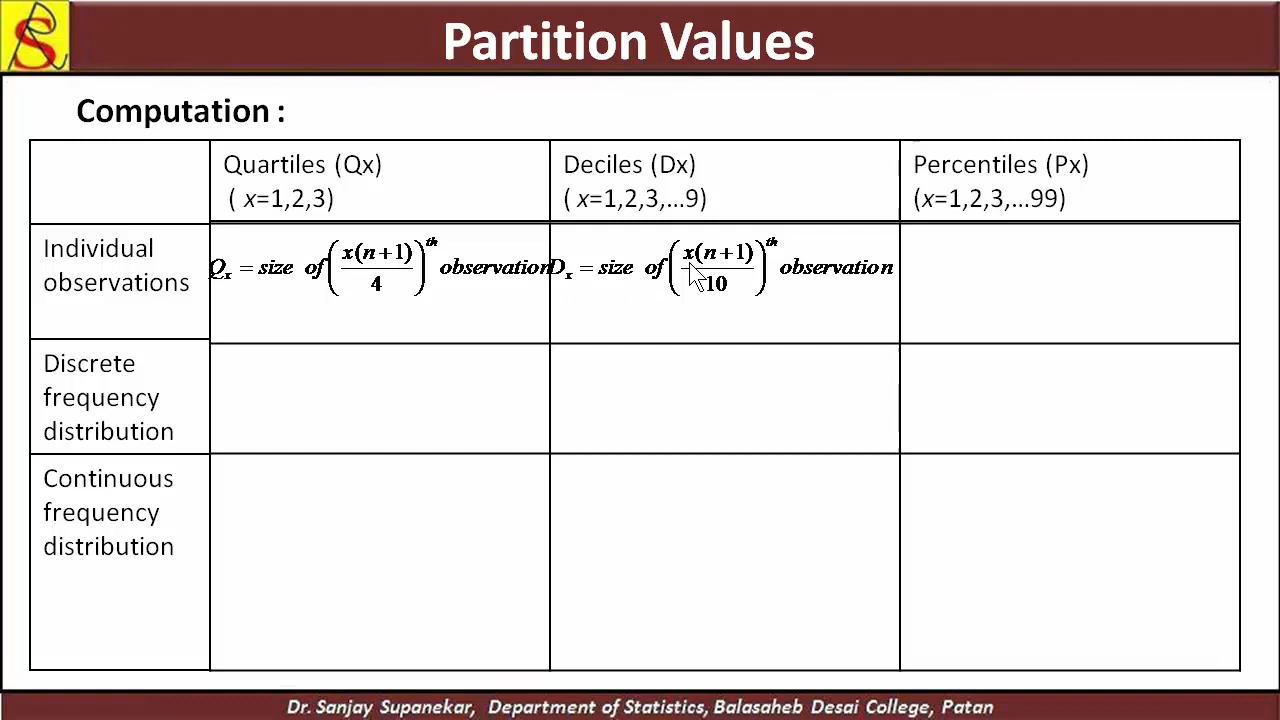 Partition Values
Computation :
Quartiles (Qx)
( x=1,2,3)
Deciles (Dx)
( x=1,2,3,...9)
Percentiles (Px)
(x=1,2,3,...99)
Individual
observations
Qx = size of (x(n+1)/4)^th observation
Dx = size of (x(n+1)/10)^th observation
Discrete
frequency
distribution
Continuous
frequency
distribution
Dr. Sanjay Supanekar, Department of Statistics, Balasaheb Desai College, Patan